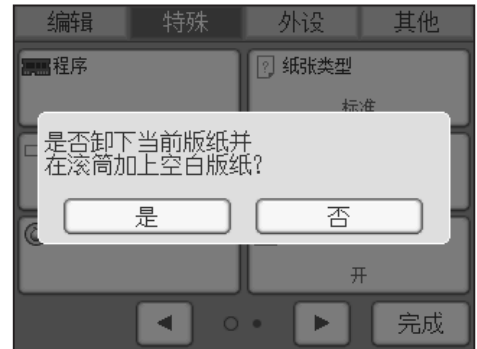 编辑 特殊 外设 其他
程序 纸张类型
标准
是否卸下当前版纸并
在滚筒加上空白版纸?
是 否
开
完成